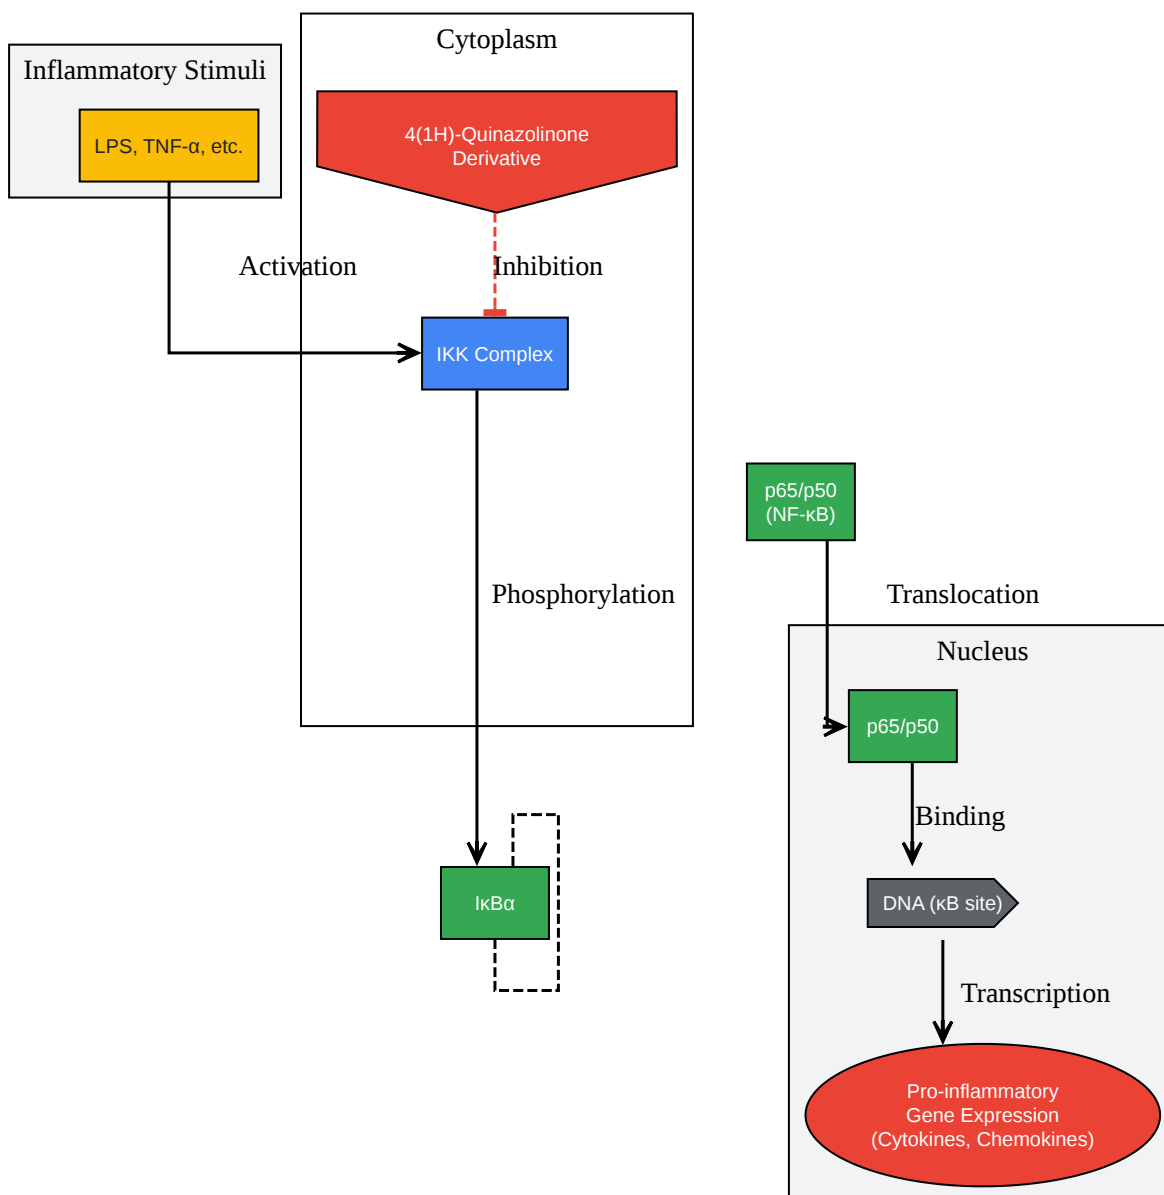 Inflammatory Stimuli
LPS, TNF-α, etc.
Cytoplasm
4(1H)-Quinazolinone
Derivative
Activation
Inhibition
IKK Complex
Phosphorylation
IκBα
p65/p50
(NF-κB)
Translocation
Nucleus
p65/p50
Binding
DNA (κB site)
Transcription
Pro-inflammatory
Gene Expression
(Cytokines, Chemokines)